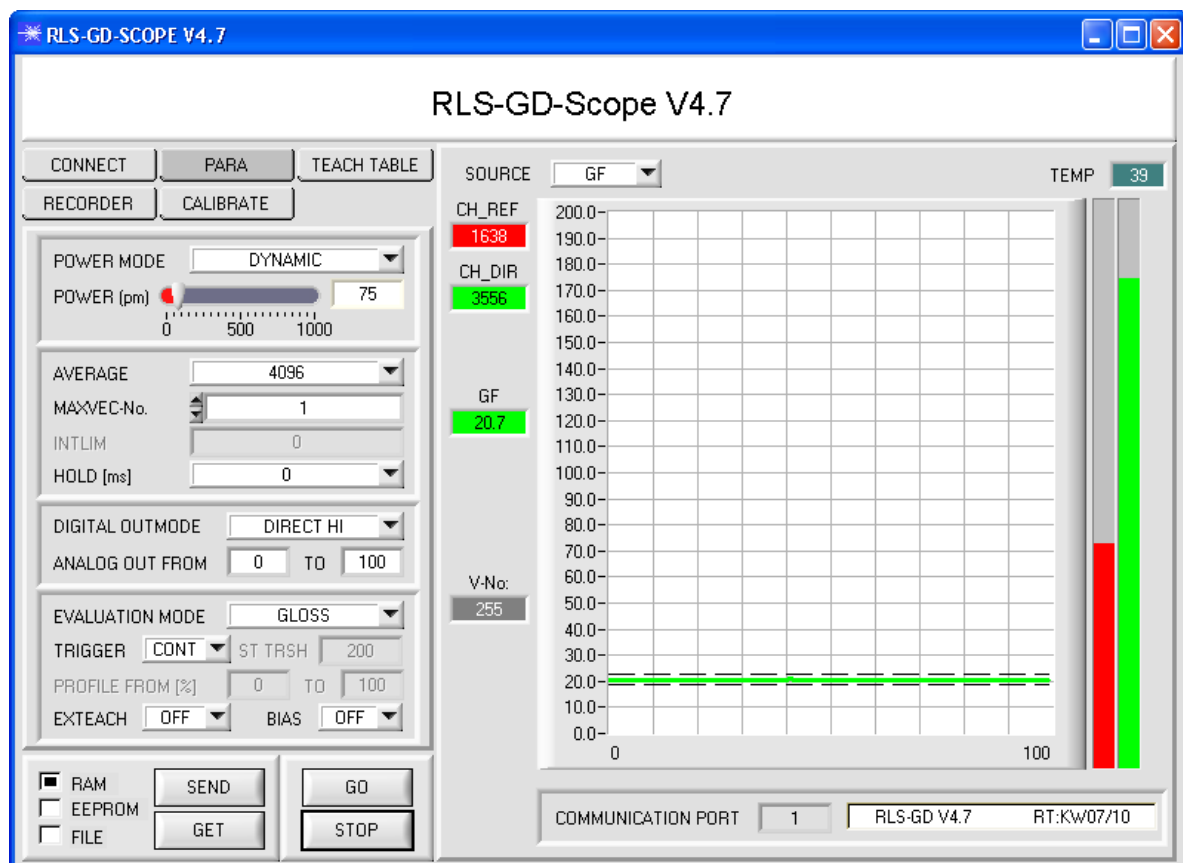 RLS-GD-SCOPE V4.7
RLS-GD-Scope V4.7
CONNECT PARA TEACH TABLE
RECORDER CALIBRATE
POWER MODE DYNAMIC
POWER (pm) 75
0 500 1000
AVERAGE 4096
MAXVEC-No. 1
INTLIM 0
HOLD [ms] 0
DIGITAL OUTMODE DIRECT HI
ANALOG OUT FROM 0 TO 100
EVALUATION MODE GLOSS
TRIGGER CONT ST TRSH 200
PROFILE FROM [%] 0 TO 100
EXTEACH OFF BIAS OFF
RAM
EEPROM
FILE
SEND
GET
GO
STOP
SOURCE GF
TEMP 39
CH_REF
1638
CH_DIR
3556
GF
20.7
V-No:
255
200.0
190.0
180.0
170.0
160.0
150.0
140.0
130.0
120.0
110.0
100.0
90.0
80.0
70.0
60.0
50.0
40.0
30.0
20.0
10.0
0.0
0 100
COMMUNICATION PORT 1 RLS-GD V4.7 RT:KW07/10